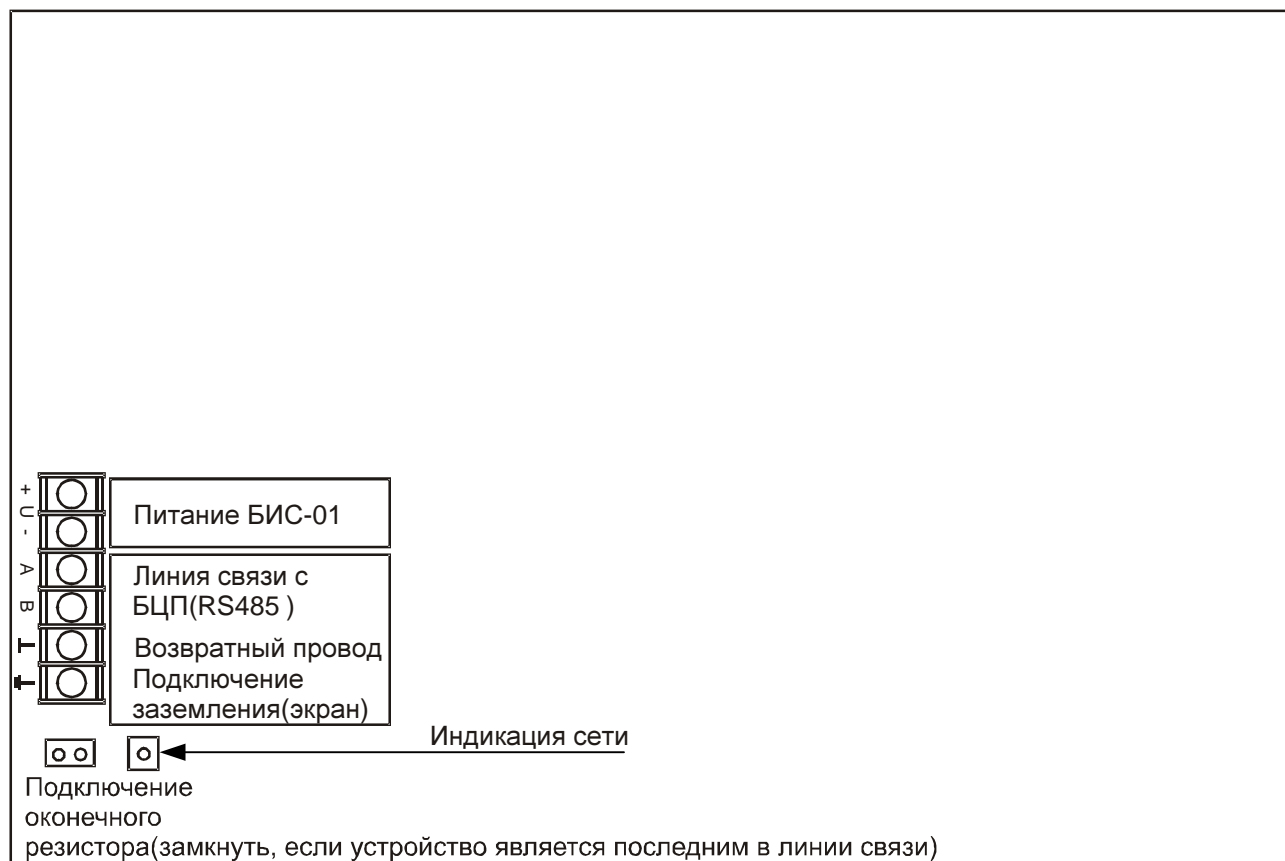 +
U
-
Питание БИС-01
A
B
Линия связи с
БЦП(RS485 )
Возвратный провод
Подключение
заземления(экран)
Индикация сети
Подключение
оконечного
резистора(замкнуть, если устройство является последним в линии связи)